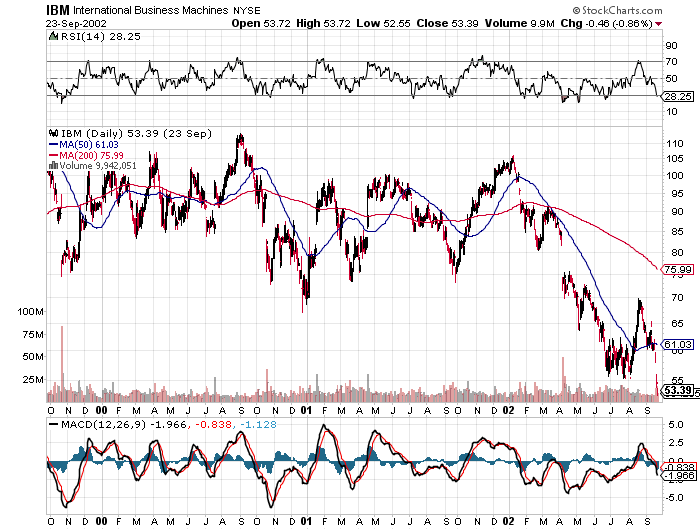 IBM International Business Machines NYSE © StockCharts.com
23-Sep-2002 Open 53.72 High 53.72 Low 52.55 Close 53.39 Volume 9.9M Chg -0.46 (-0.86%)
RSI(14) 28.25
90
70
50
28.25
10
IBM (Daily) 53.39 (23 Sep)
MA(50) 61.03
MA(200) 75.99
Volume 9,942,051
110
105
100
95
90
85
80
75.99
70
65
61.03
55
53.39
100M
75M
50M
25M
O N D 00 F M A M J J A S O N D 01 F M A M J J A S O N D 02 F M A M J J A S
MACD(12,26,9) -1.966, -0.838, -1.128
5.0
2.5
0.0
-0.838
-1.966
-5.0
O N D 00 F M A M J J A S O N D 01 F M A M J J A S O N D 02 F M A M J J A S